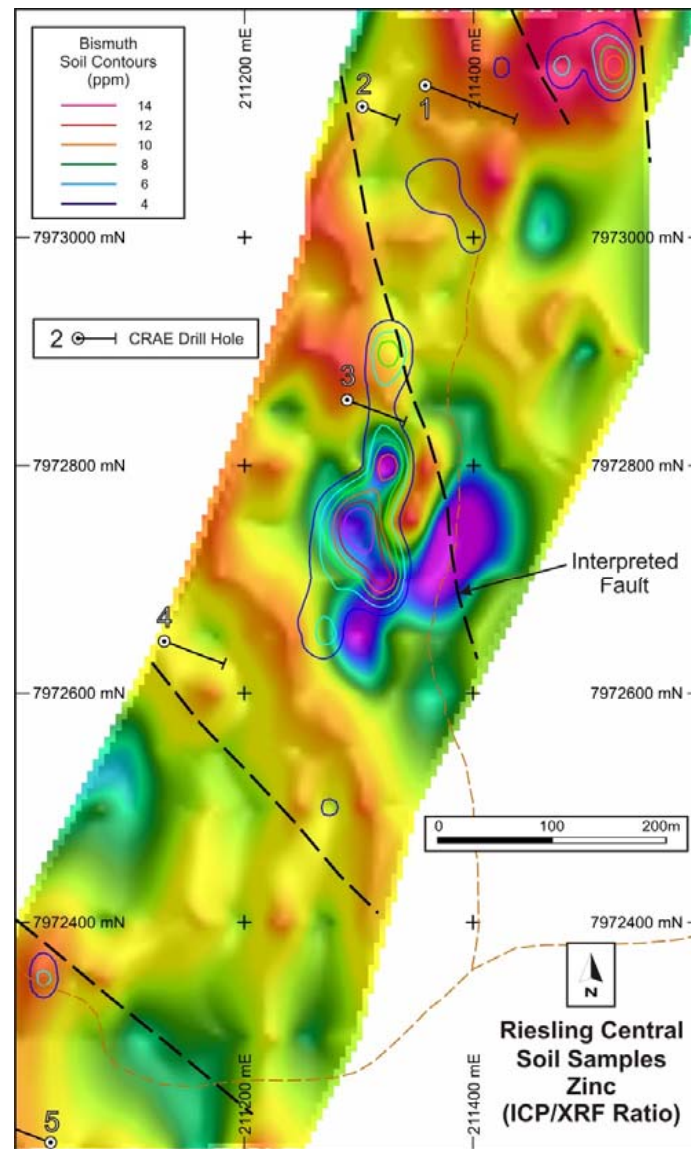 Bismuth
Soil Contours
(ppm)
14
12
10
8
6
4
211200 mE
211400 mE
2
1
7973000 mN
7973000 mN
2 CRAE Drill Hole
3
7972800 mN
7972800 mN
Interpreted
Fault
4
7972600 mN
7972600 mN
0 100 200m
7972400 mN
7972400 mN
N
Riesling Central
Soil Samples
Zinc
(ICP/XRF Ratio)
211200 mE
211400 mE
5